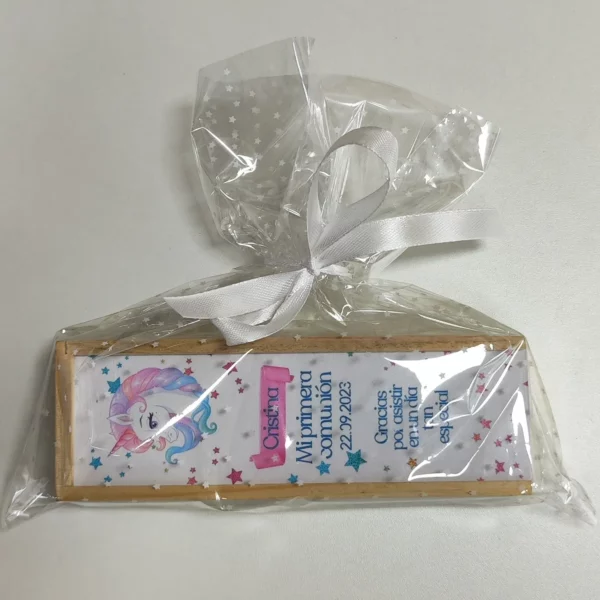 Cristina
Mi primera
comunión
22.09.2023
Gracias
por asistir
en un día
tan
especial